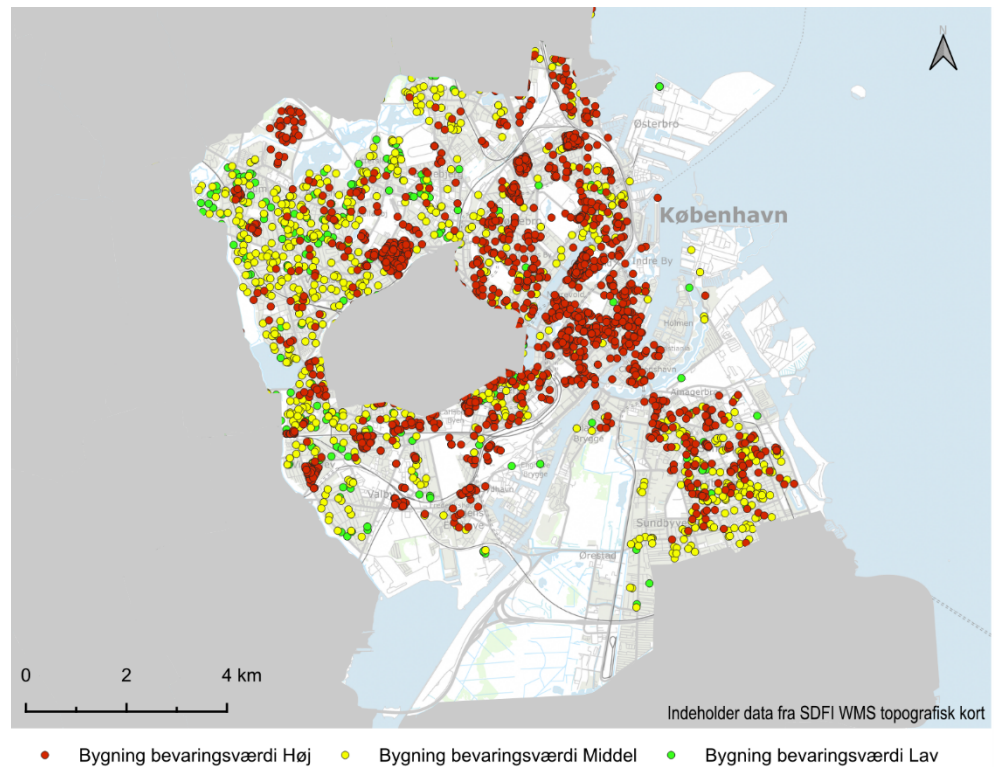 N
Østerbro
København
Indre By
Holmen
Amagerbro
Brygge
Valby
Sundbyvester
Ørestad
0 2 4 km
Indeholder data fra SDFI WMS topografisk kort
Bygning bevaringsværdi Høj Bygning bevaringsværdi Middel Bygning bevaringsværdi Lav